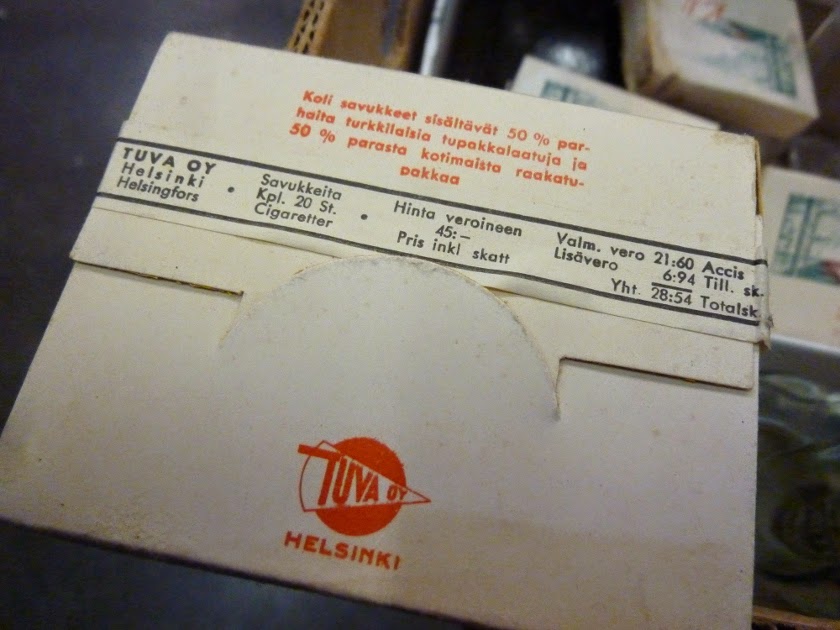 Koli savukkeet sisältävät 50 % par-
haita turkkilaisia tupakkalaatuja ja
50 % parasta kotimaista raakatu-
pakkaa
TUVA OY
Helsinki
Helsingfors
•
Savukkeita
Kpl. 20 St.
Cigaretter
•
Hinta veroineen
45:—
Pris inkl skatt
Valm. vero 21:60 Accis
Lisävero 6:94 Till. sk.
Yht. 28:54 Totalsk
TUVA OY
HELSINKI